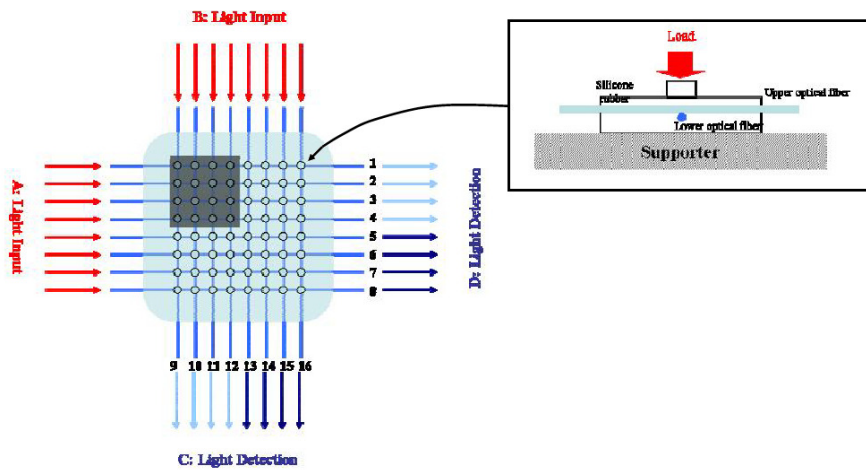 B: Light Input
Load
Silicone
rubber
Upper optical fiber
Lower optical fiber
Supporter
A: Light Input
1
2
3
4
5
6
7
8
D: Light Detection
9 10 11 12 13 14 15 16
C: Light Detection